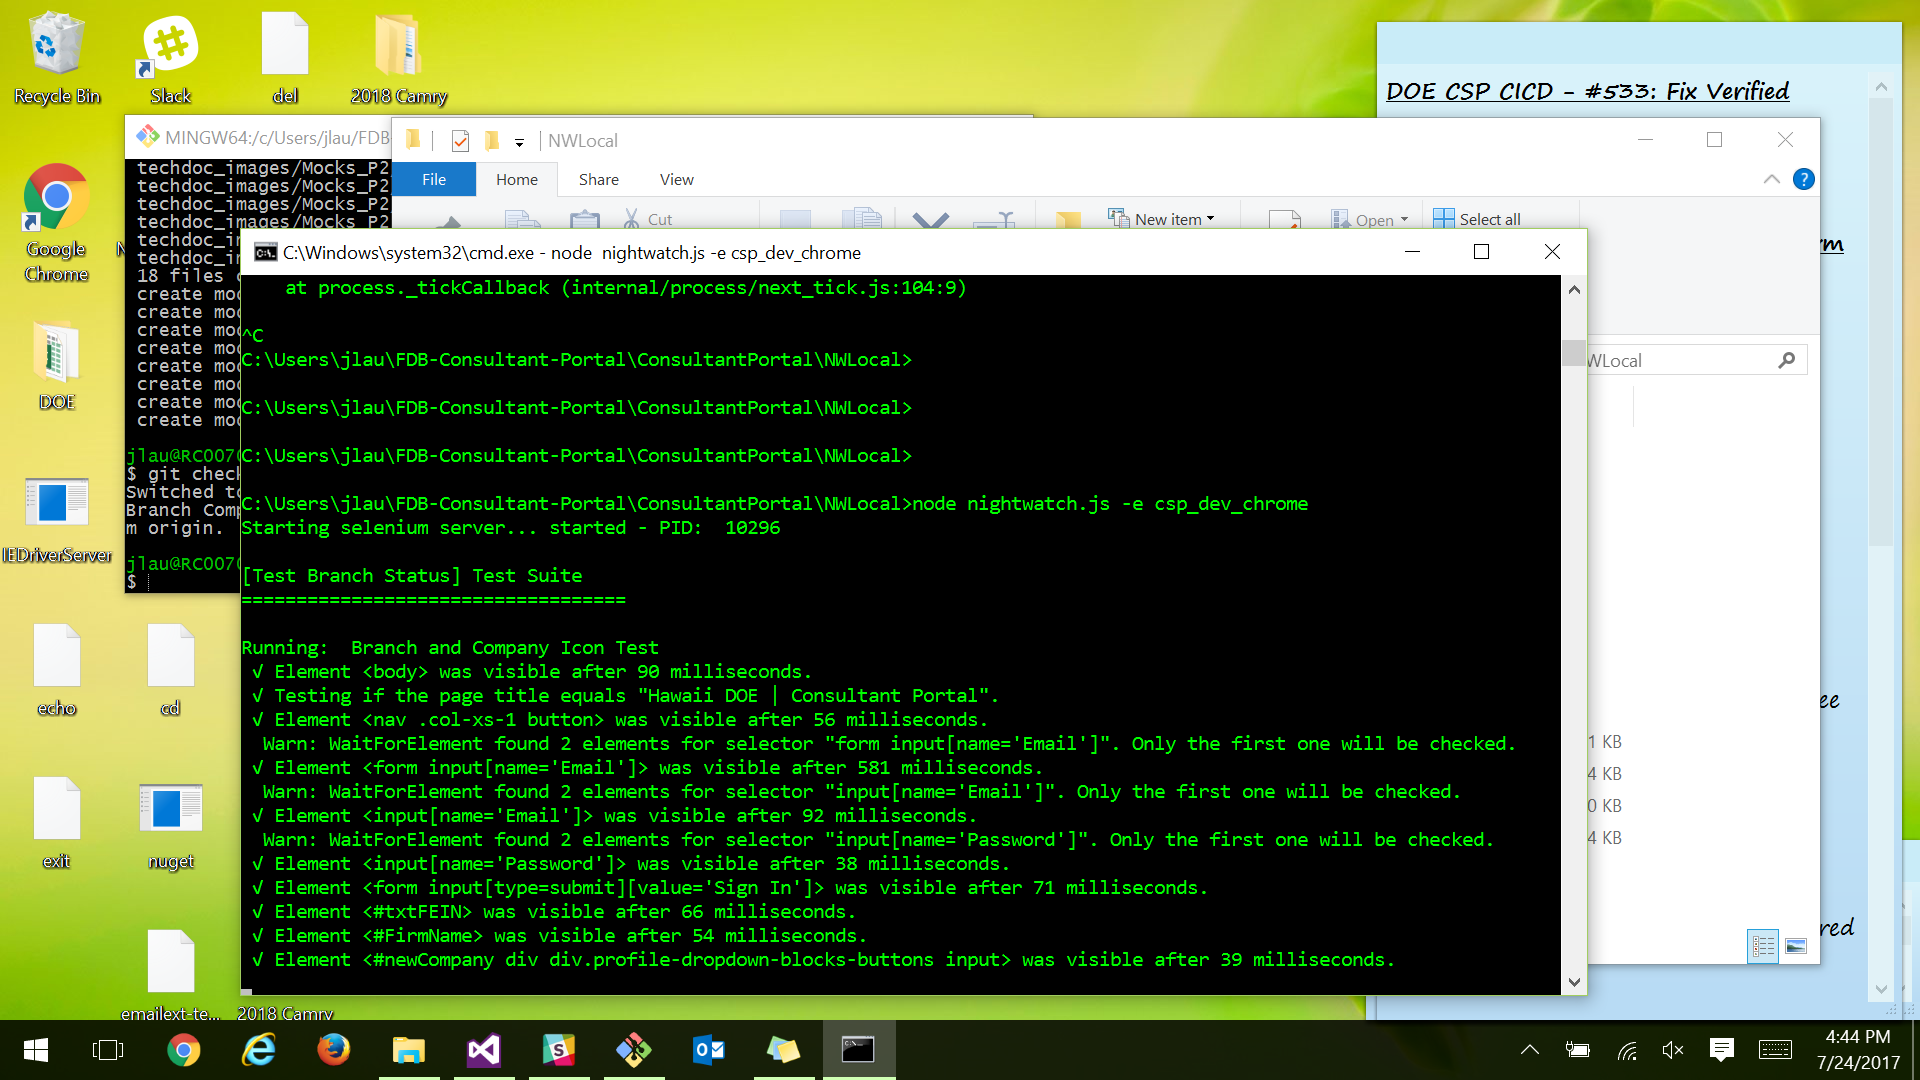 Recycle Bin
Slack
del
2018 Camry
DOE CSP CICD - #533: Fix Verified
MINGW64:/c/Users/jlau/FDB
NWLocal
File
Home
Share
View
Cut
New item
Open
Select all
techdoc_images/Mocks_P2
techdoc_images/Mocks_P2
techdoc_images/Mocks_P2
techdoc_images/Mocks_P2
techdoc_i
techdoc_i
18 files
create mo
create mo
create mo
create mo
create mo
create mo
create mo
create mo
jlau@RC007
$ git chec
Switched to
Branch Comp
m origin.
jlau@RC007
$
Google
Chrome
DOE
IEDriverServer
echo
cd
exit
nuget
emailext-te...
2018 Camry
C:\Windows\system32\cmd.exe - node  nightwatch.js -e csp_dev_chrome
at process._tickCallback (internal/process/next_tick.js:104:9)
^C
C:\Users\jlau\FDB-Consultant-Portal\ConsultantPortal\NWLocal>
C:\Users\jlau\FDB-Consultant-Portal\ConsultantPortal\NWLocal>
C:\Users\jlau\FDB-Consultant-Portal\ConsultantPortal\NWLocal>
C:\Users\jlau\FDB-Consultant-Portal\ConsultantPortal\NWLocal>node nightwatch.js -e csp_dev_chrome
Starting selenium server... started - PID:  10296
[Test Branch Status] Test Suite
===================================
Running:  Branch and Company Icon Test
√ Element <body> was visible after 90 milliseconds.
√ Testing if the page title equals "Hawaii DOE | Consultant Portal".
√ Element <nav .col-xs-1 button> was visible after 56 milliseconds.
Warn: WaitForElement found 2 elements for selector "form input[name='Email']". Only the first one will be checked.
√ Element <form input[name='Email']> was visible after 581 milliseconds.
Warn: WaitForElement found 2 elements for selector "input[name='Email']". Only the first one will be checked.
√ Element <input[name='Email']> was visible after 92 milliseconds.
Warn: WaitForElement found 2 elements for selector "input[name='Password']". Only the first one will be checked.
√ Element <input[name='Password']> was visible after 38 milliseconds.
√ Element <form input[type=submit][value='Sign In']> was visible after 71 milliseconds.
√ Element <#txtFEIN> was visible after 66 milliseconds.
√ Element <#FirmName> was visible after 54 milliseconds.
√ Element <#newCompany div div.profile-dropdown-blocks-buttons input> was visible after 39 milliseconds.
rm
WLocal
ee
1 KB
4 KB
0 KB
4 KB
red
4:44 PM
7/24/2017